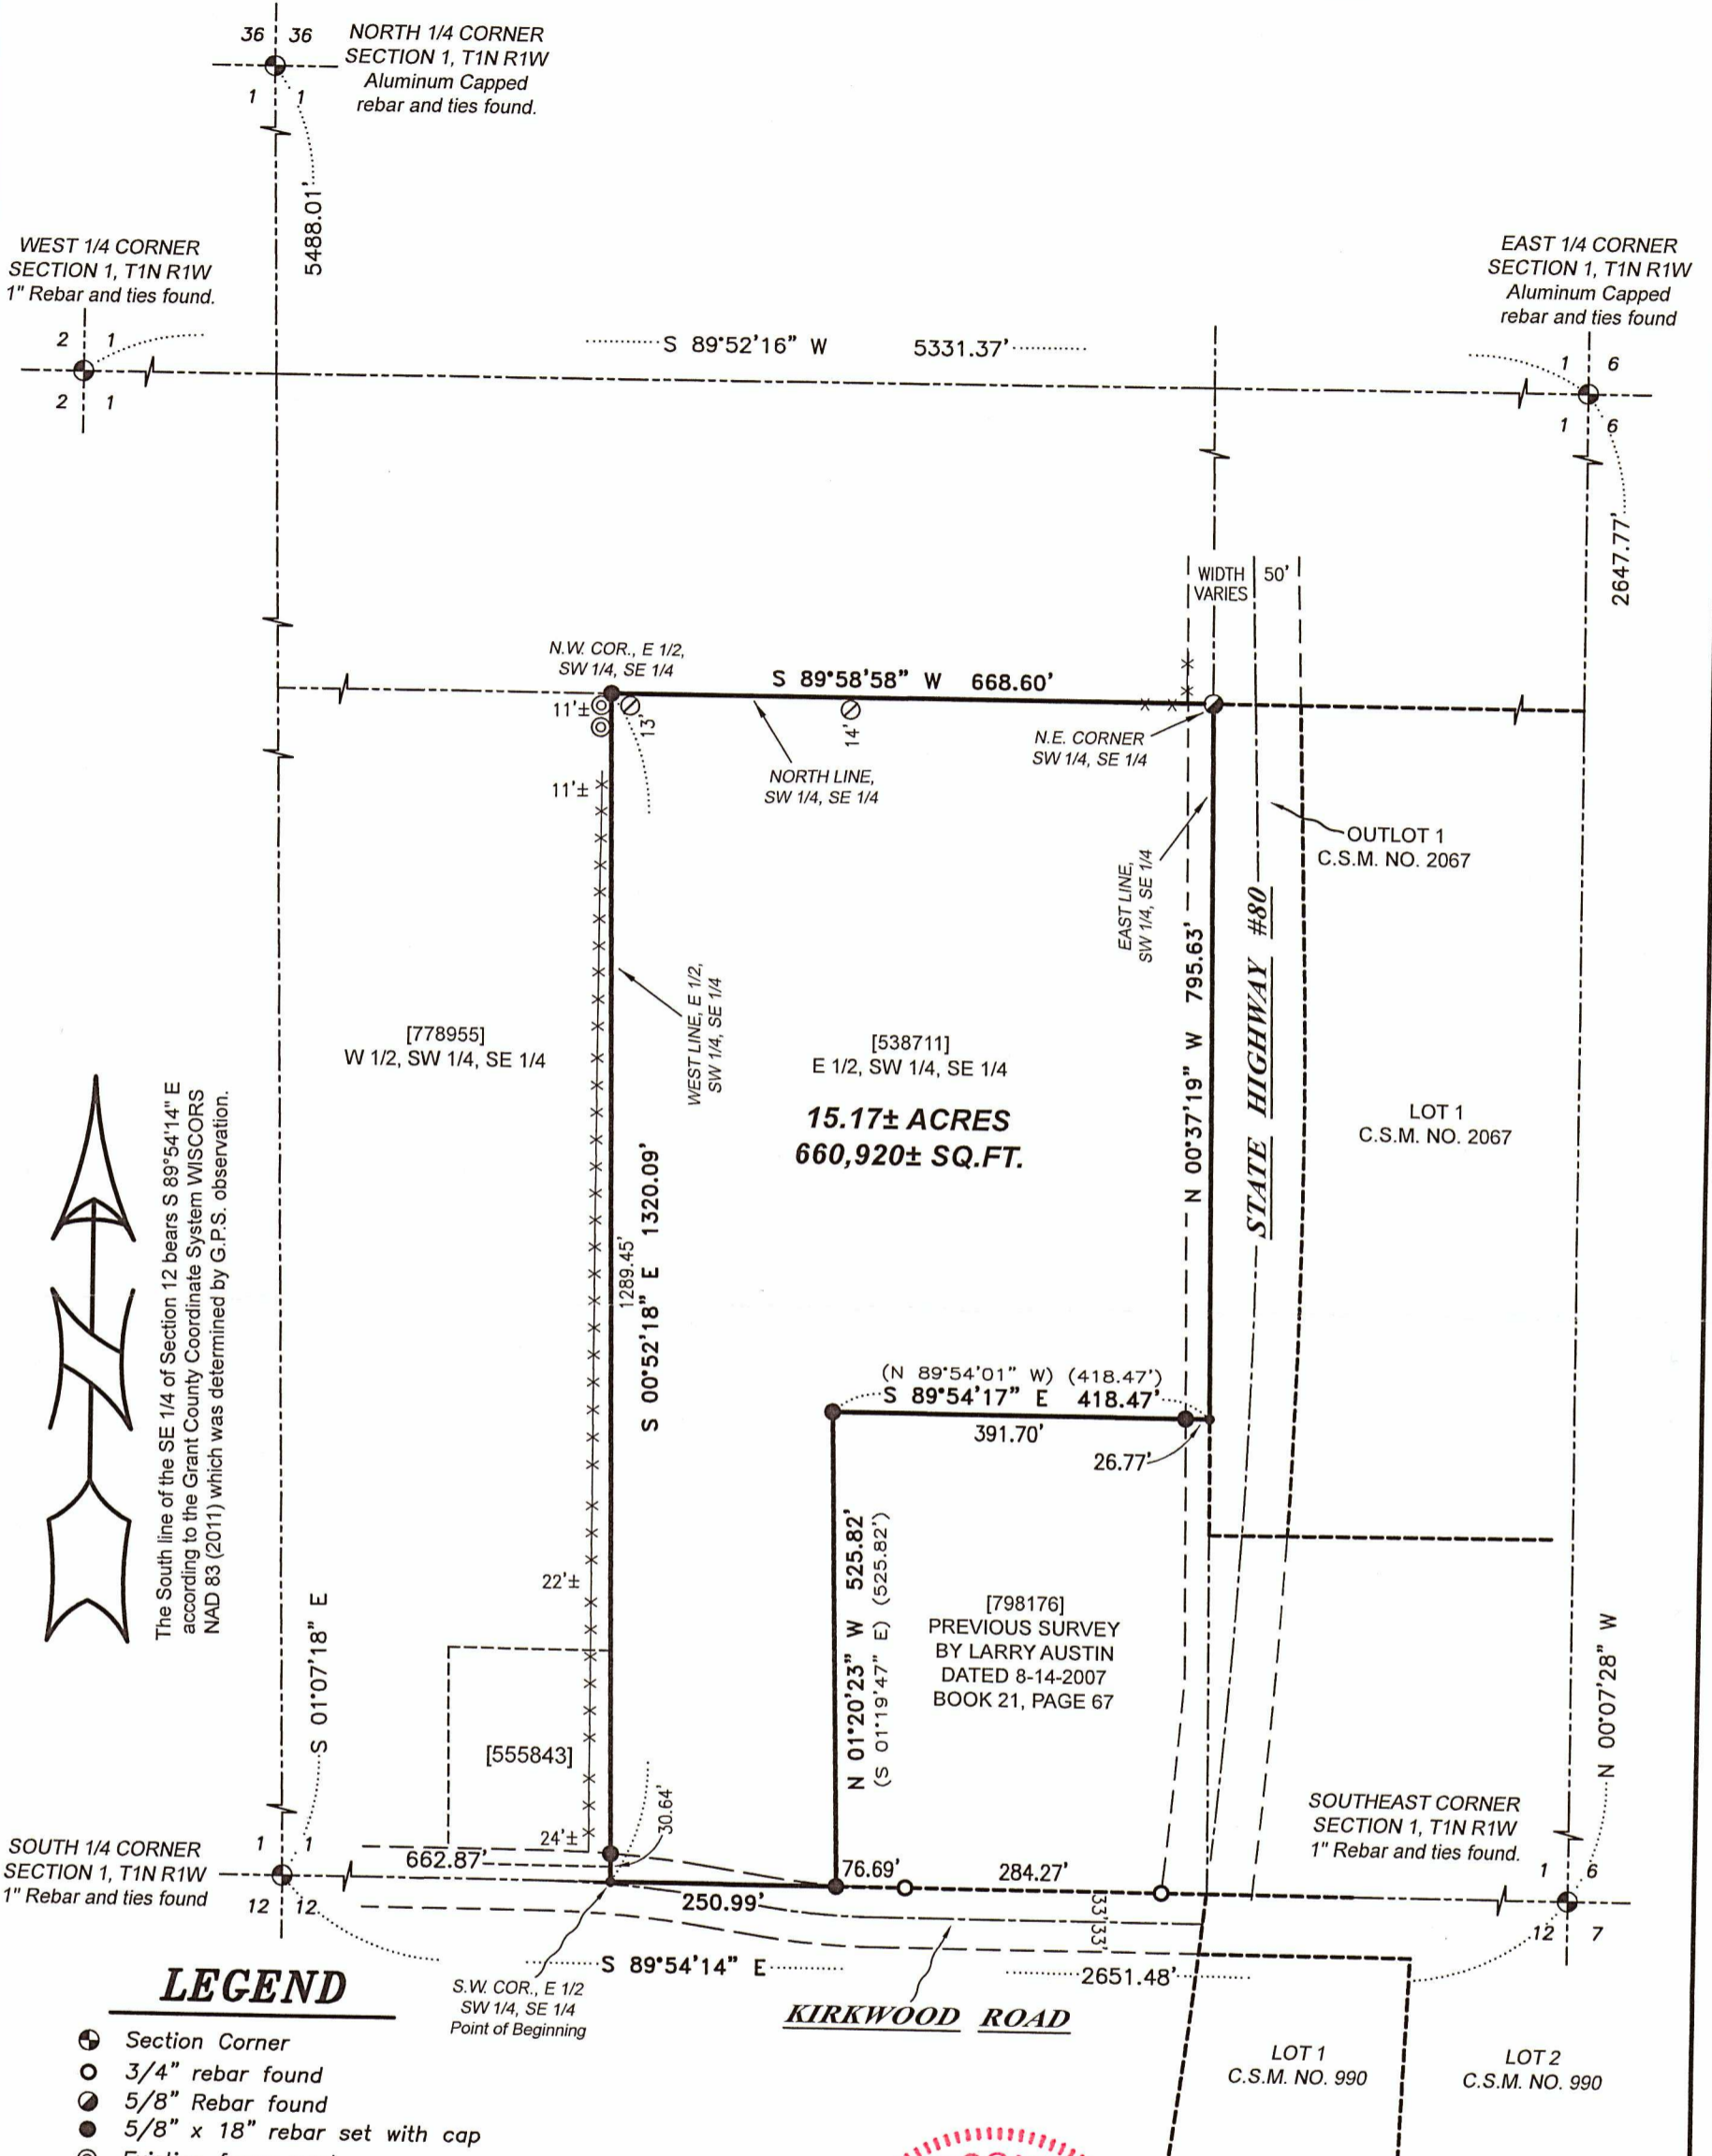 36 36
NORTH 1/4 CORNER
SECTION 1, T1N R1W
Aluminum Capped
rebar and ties found.
1 1
5488.01'
WEST 1/4 CORNER
SECTION 1, T1N R1W
1" Rebar and ties found.
2 1
2 1
EAST 1/4 CORNER
SECTION 1, T1N R1W
Aluminum Capped
rebar and ties found
1 6
1 6
S 89°52'16" W 5331.37'
2647.77'
WIDTH
VARIES
50'
N.W. COR., E 1/2,
SW 1/4, SE 1/4
S 89°58'58" W 668.60'
11'±
13'
14'
N.E. CORNER
SW 1/4, SE 1/4
NORTH LINE,
SW 1/4, SE 1/4
11'±
OUTLOT 1
C.S.M. NO. 2067
EAST LINE,
SW 1/4, SE 1/4
N 00°37'19" W 795.63'
STATE HIGHWAY #80
WEST LINE, E 1/2,
SW 1/4, SE 1/4
[778955]
W 1/2, SW 1/4, SE 1/4
[538711]
E 1/2, SW 1/4, SE 1/4
15.17± ACRES
660,920± SQ.FT.
LOT 1
C.S.M. NO. 2067
The South line of the SE 1/4 of Section 12 bears S 89°54'14" E
according to the Grant County Coordinate System WISCORS
NAD 83 (2011) which was determined by G.P.S. observation.
N
1289.45'
S 00°52'18" E 1320.09'
(N 89°54'01" W) (418.47')
S 89°54'17" E 418.47'
391.70'
26.77'
N 01°20'23" W 525.82'
(S 01°19'47" E) (525.82')
22'±
[798176]
PREVIOUS SURVEY
BY LARRY AUSTIN
DATED 8-14-2007
BOOK 21, PAGE 67
S 01°07'18" E
N 00°07'28" W
[555843]
30.64'
24'±
SOUTH 1/4 CORNER
SECTION 1, T1N R1W
1" Rebar and ties found
1 1
12 12
662.87'
250.99'
76.69'
284.27'
33'
33'
SOUTHEAST CORNER
SECTION 1, T1N R1W
1" Rebar and ties found.
1 6
12 7
S 89°54'14" E
2651.48'
S.W. COR., E 1/2
SW 1/4, SE 1/4
Point of Beginning
KIRKWOOD ROAD
LOT 1
C.S.M. NO. 990
LOT 2
C.S.M. NO. 990
LEGEND
Section Corner
3/4" rebar found
5/8" Rebar found
5/8" x 18" rebar set with cap